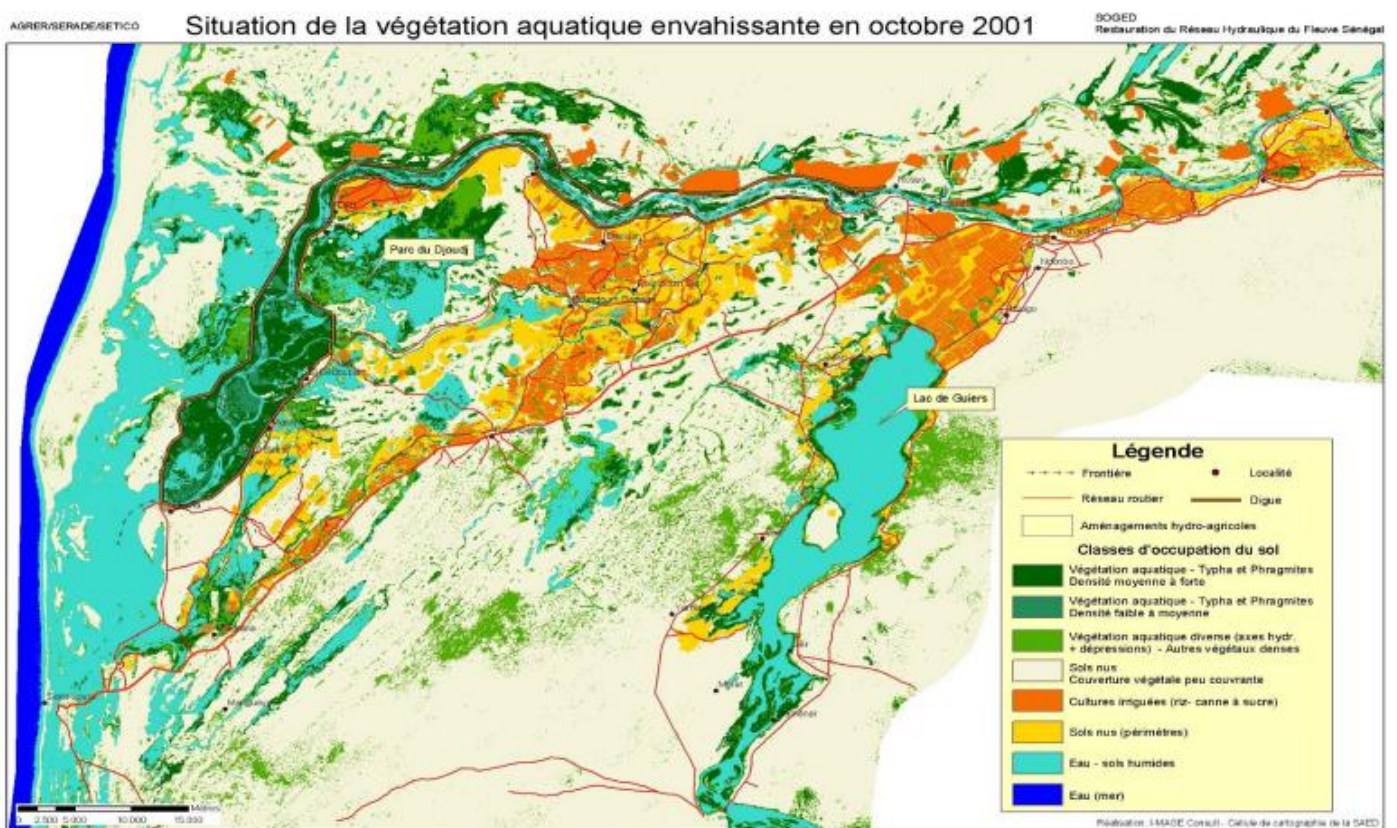 AGRER/SERADE/SETICO
Situation de la végétation aquatique envahissante en octobre 2001
SOGED
Restauration du Réseau Hydraulique du Fleuve Sénégal
Parc du Djoudj
Rosso
Lac de Guiers
Légende
Frontière
Localité
Réseau routier
Digue
Aménagements hydro-agricoles
Classes d'occupation du sol
Végétation aquatique - Typha et Phragmites
Densité moyenne à forte
Végétation aquatique - Typha et Phragmites
Densité faible à moyenne
Végétation aquatique diverse (axes hydr.
+ dépressions) - Autres végétaux denses
Sols nus
Couverture végétale peu couvrante
Cultures irriguées (riz- canne à sucre)
Sols nus (périmètres)
Eau - sols humides
Eau (mer)
Mètres
0 2.500 5.000 10.000 15.000
Réalisation: I-MAGE Consult - Cellule de cartographie de la SAED